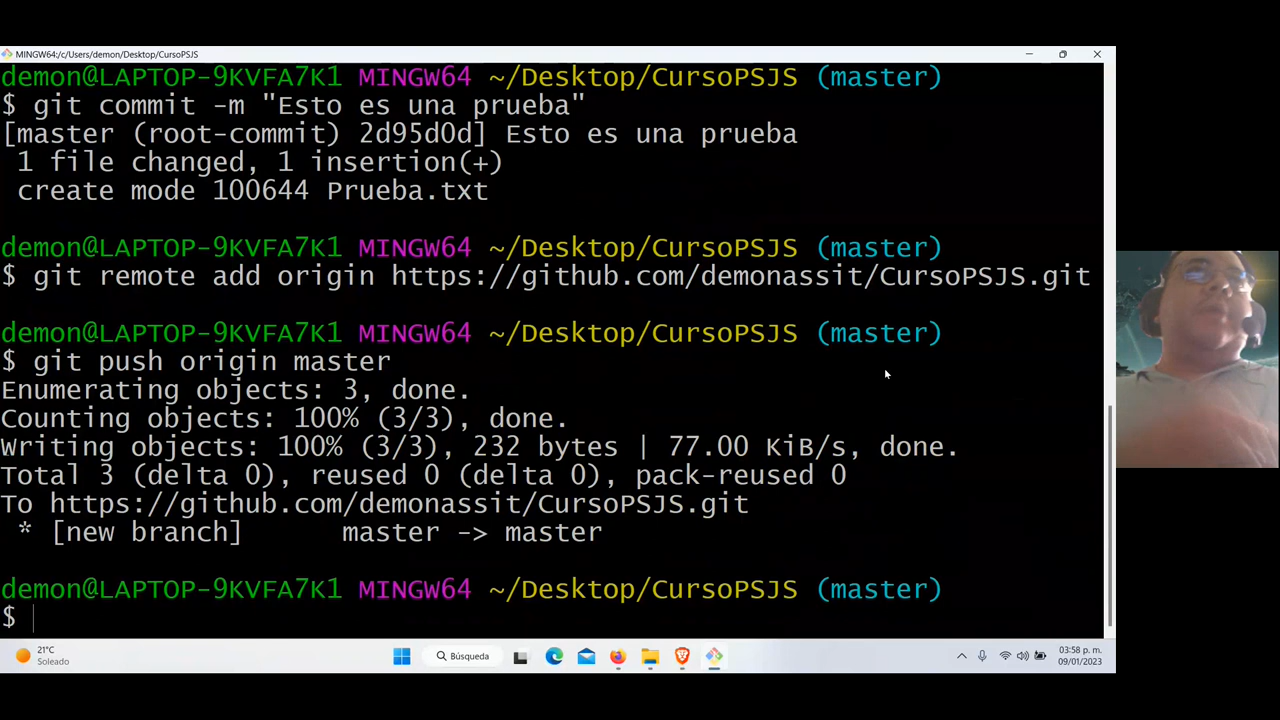 MINGW64:/c/Users/demon/Desktop/CursoPSJS
demon@LAPTOP-9KVFA7K1 MINGW64 ~/Desktop/CursoPSJS (master)
$ git commit -m "Esto es una prueba"
[master (root-commit) 2d95d0d] Esto es una prueba
 1 file changed, 1 insertion(+)
 create mode 100644 Prueba.txt
demon@LAPTOP-9KVFA7K1 MINGW64 ~/Desktop/CursoPSJS (master)
$ git remote add origin https://github.com/demonassit/CursoPSJS.git
demon@LAPTOP-9KVFA7K1 MINGW64 ~/Desktop/CursoPSJS (master)
$ git push origin master
Enumerating objects: 3, done.
Counting objects: 100% (3/3), done.
Writing objects: 100% (3/3), 232 bytes | 77.00 KiB/s, done.
Total 3 (delta 0), reused 0 (delta 0), pack-reused 0
To https://github.com/demonassit/CursoPSJS.git
 * [new branch]      master -> master
demon@LAPTOP-9KVFA7K1 MINGW64 ~/Desktop/CursoPSJS (master)
$
21°C
Soleado
Búsqueda
03:58 p. m.
09/01/2023